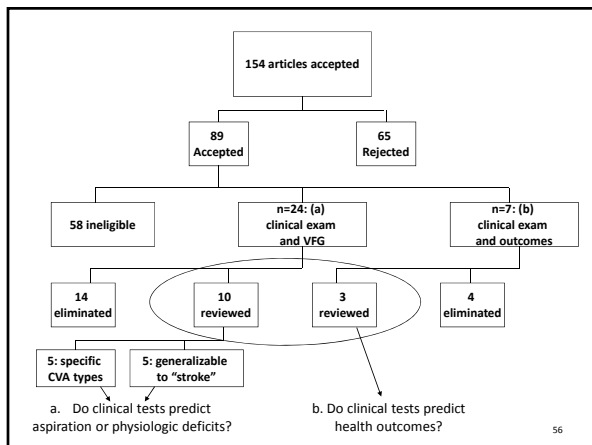 154 articles accepted
89
Accepted
65
Rejected
58 ineligible
n=24: (a)
clinical exam
and VFG
n=7: (b)
clinical exam
and outcomes
14
eliminated
10
reviewed
3
reviewed
4
eliminated
5: specific
CVA types
5: generalizable
to “stroke”
a. Do clinical tests predict
aspiration or physiologic deficits?
b. Do clinical tests predict
health outcomes?
56